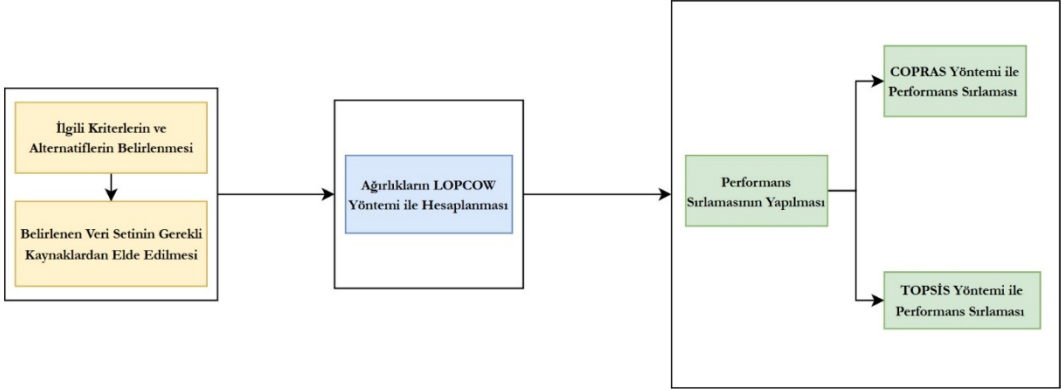 İlgili Kriterlerin ve
Alternatiflerin Belirlenmesi
Belirlenen Veri Setinin Gerekli
Kaynaklardan Elde Edilmesi
Ağırlıkların LOPCOW
Yöntemi ile Hesaplanması
Performans
Sırlamasının Yapılması
COPRAS Yöntemi ile
Performans Sırlaması
TOPSİS Yöntemi ile
Performans Sırlaması